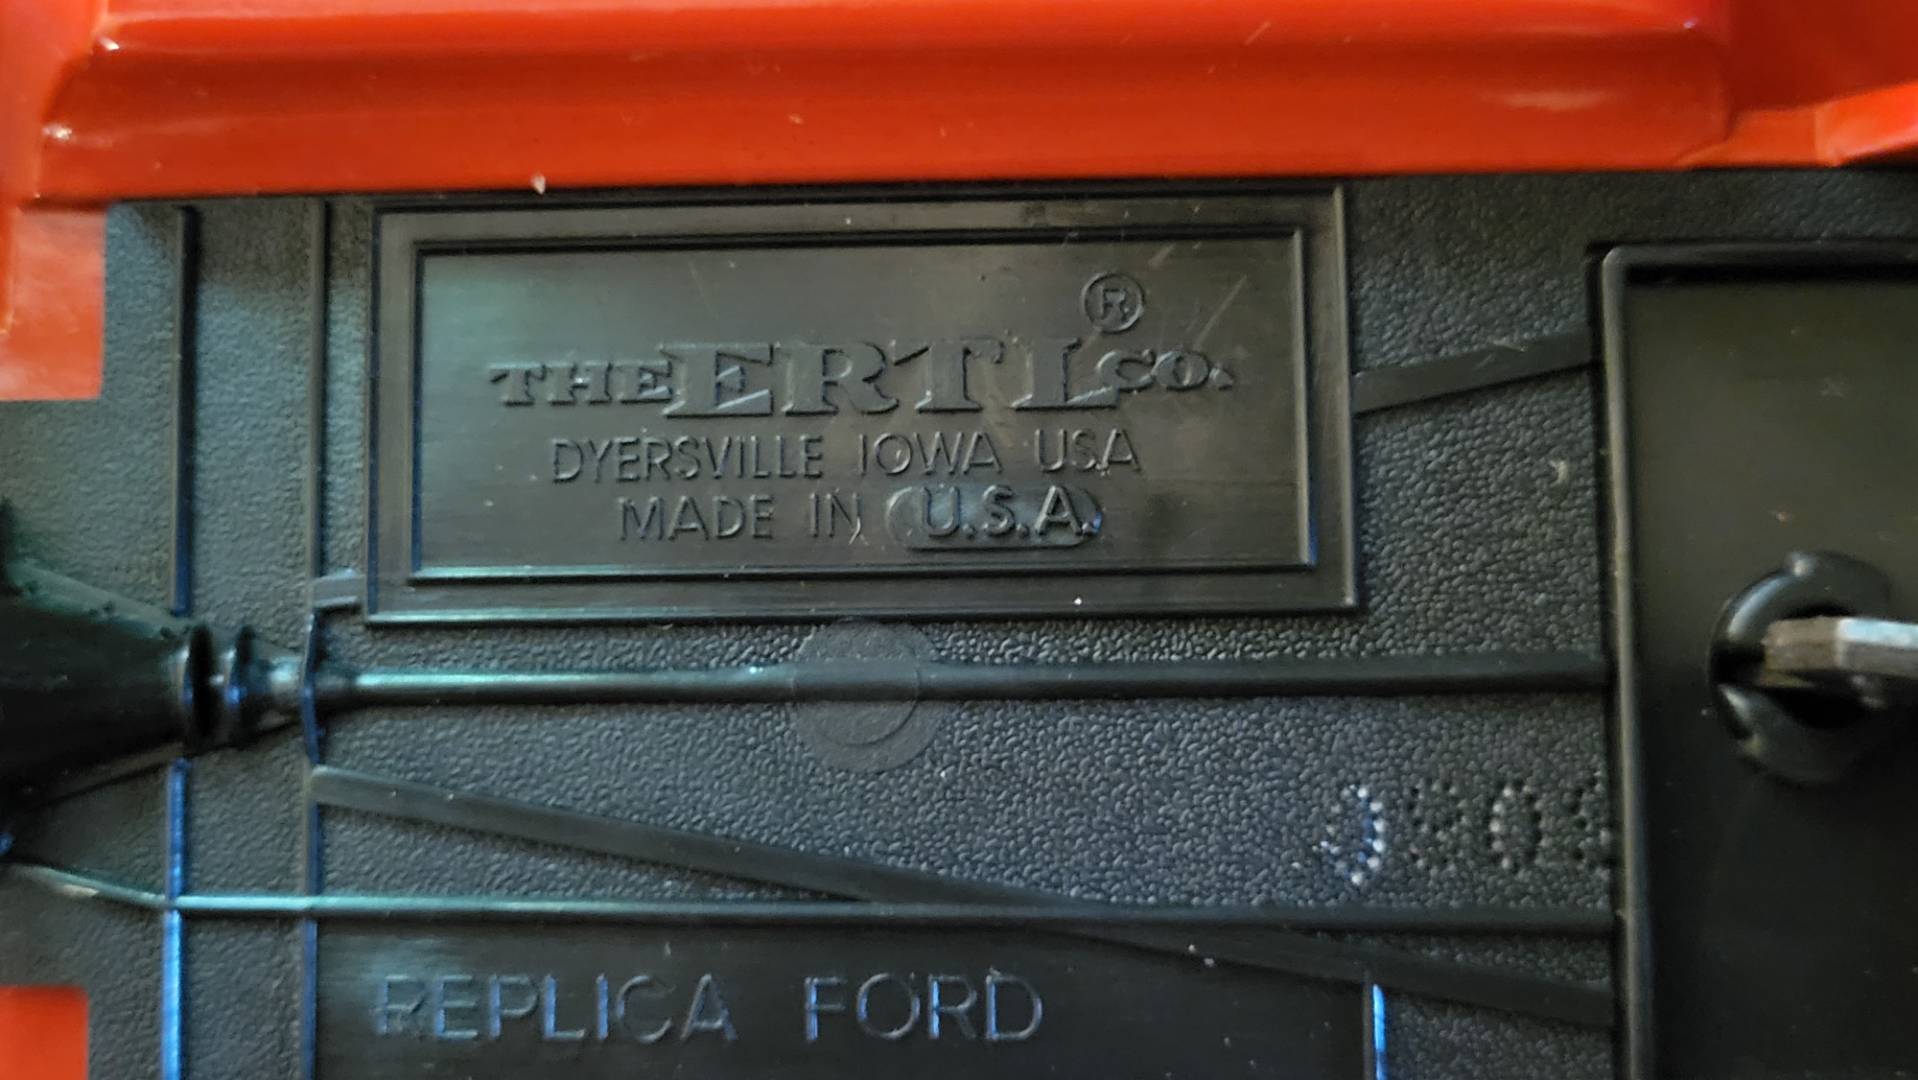 ®
THE ERTL CO.
DYERSVILLE IOWA USA
MADE IN U.S.A.
REPLICA FORD